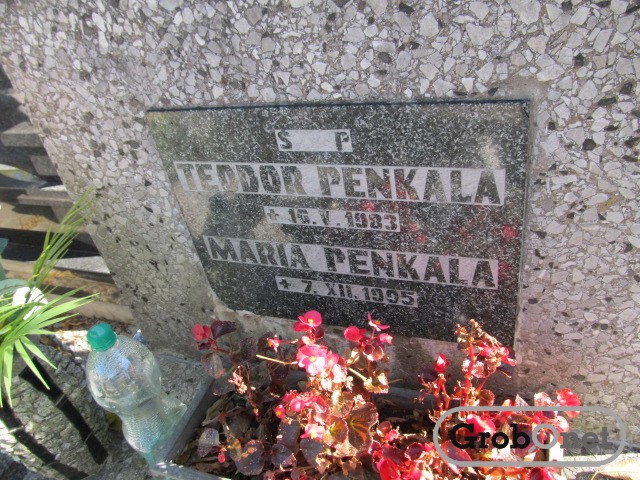 S P
TEODOR PENKALA
+ 16.V.1983
MARIA PENKALA
+ 7.XII.1995
GrobOnet